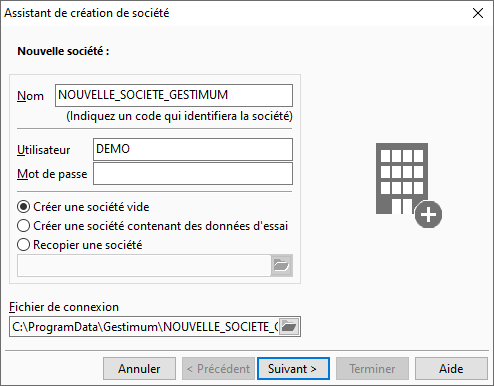 Assistant de création de société
Nouvelle société :
Nom NOUVELLE_SOCIETE_GESTIMUM
(Indiquez un code qui identifiera la société)
Utilisateur DEMO
Mot de passe
Créer une société vide
Créer une société contenant des données d'essai
Recopier une société
Fichier de connexion
C:\ProgramData\Gestimum\NOUVELLE_SOCIETE_G
Annuler < Précédent Suivant > Terminer Aide